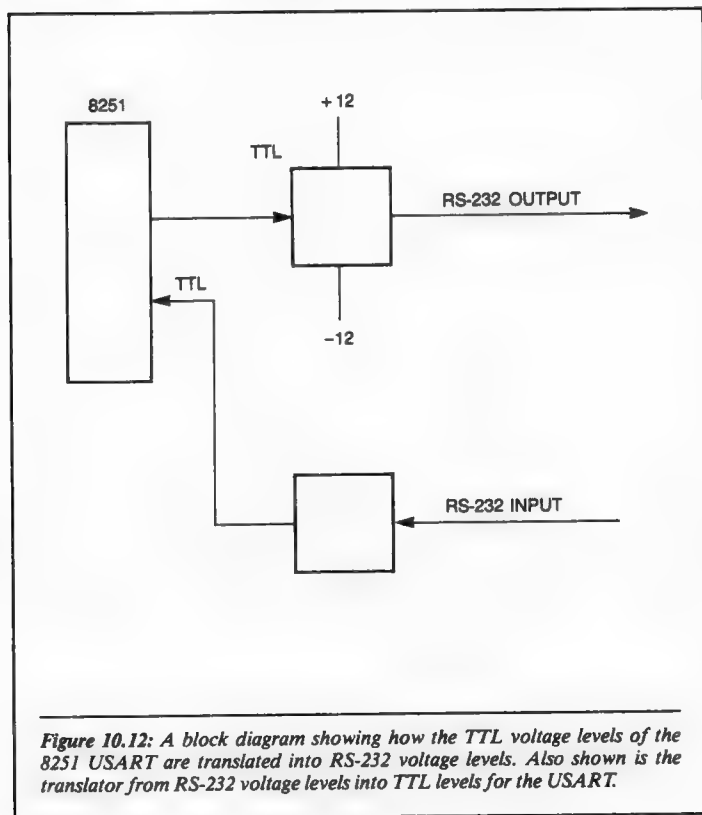 8251
+12
TTL
RS-232 OUTPUT
TTL
−12
RS-232 INPUT
Figure 10.12: A block diagram showing how the TTL voltage levels of the
8251 USART are translated into RS-232 voltage levels. Also shown is the
translator from RS-232 voltage levels into TTL levels for the USART.